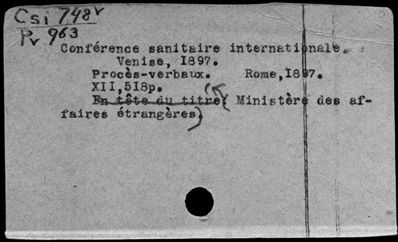 Csi 748v
Pv 963
Conférence sanitaire internationale.
Venise, 1897.
Procès-verbaux. Rome, 1897.
XII, 518p.
En tête du titre( Ministère des af-
faires étrangères)